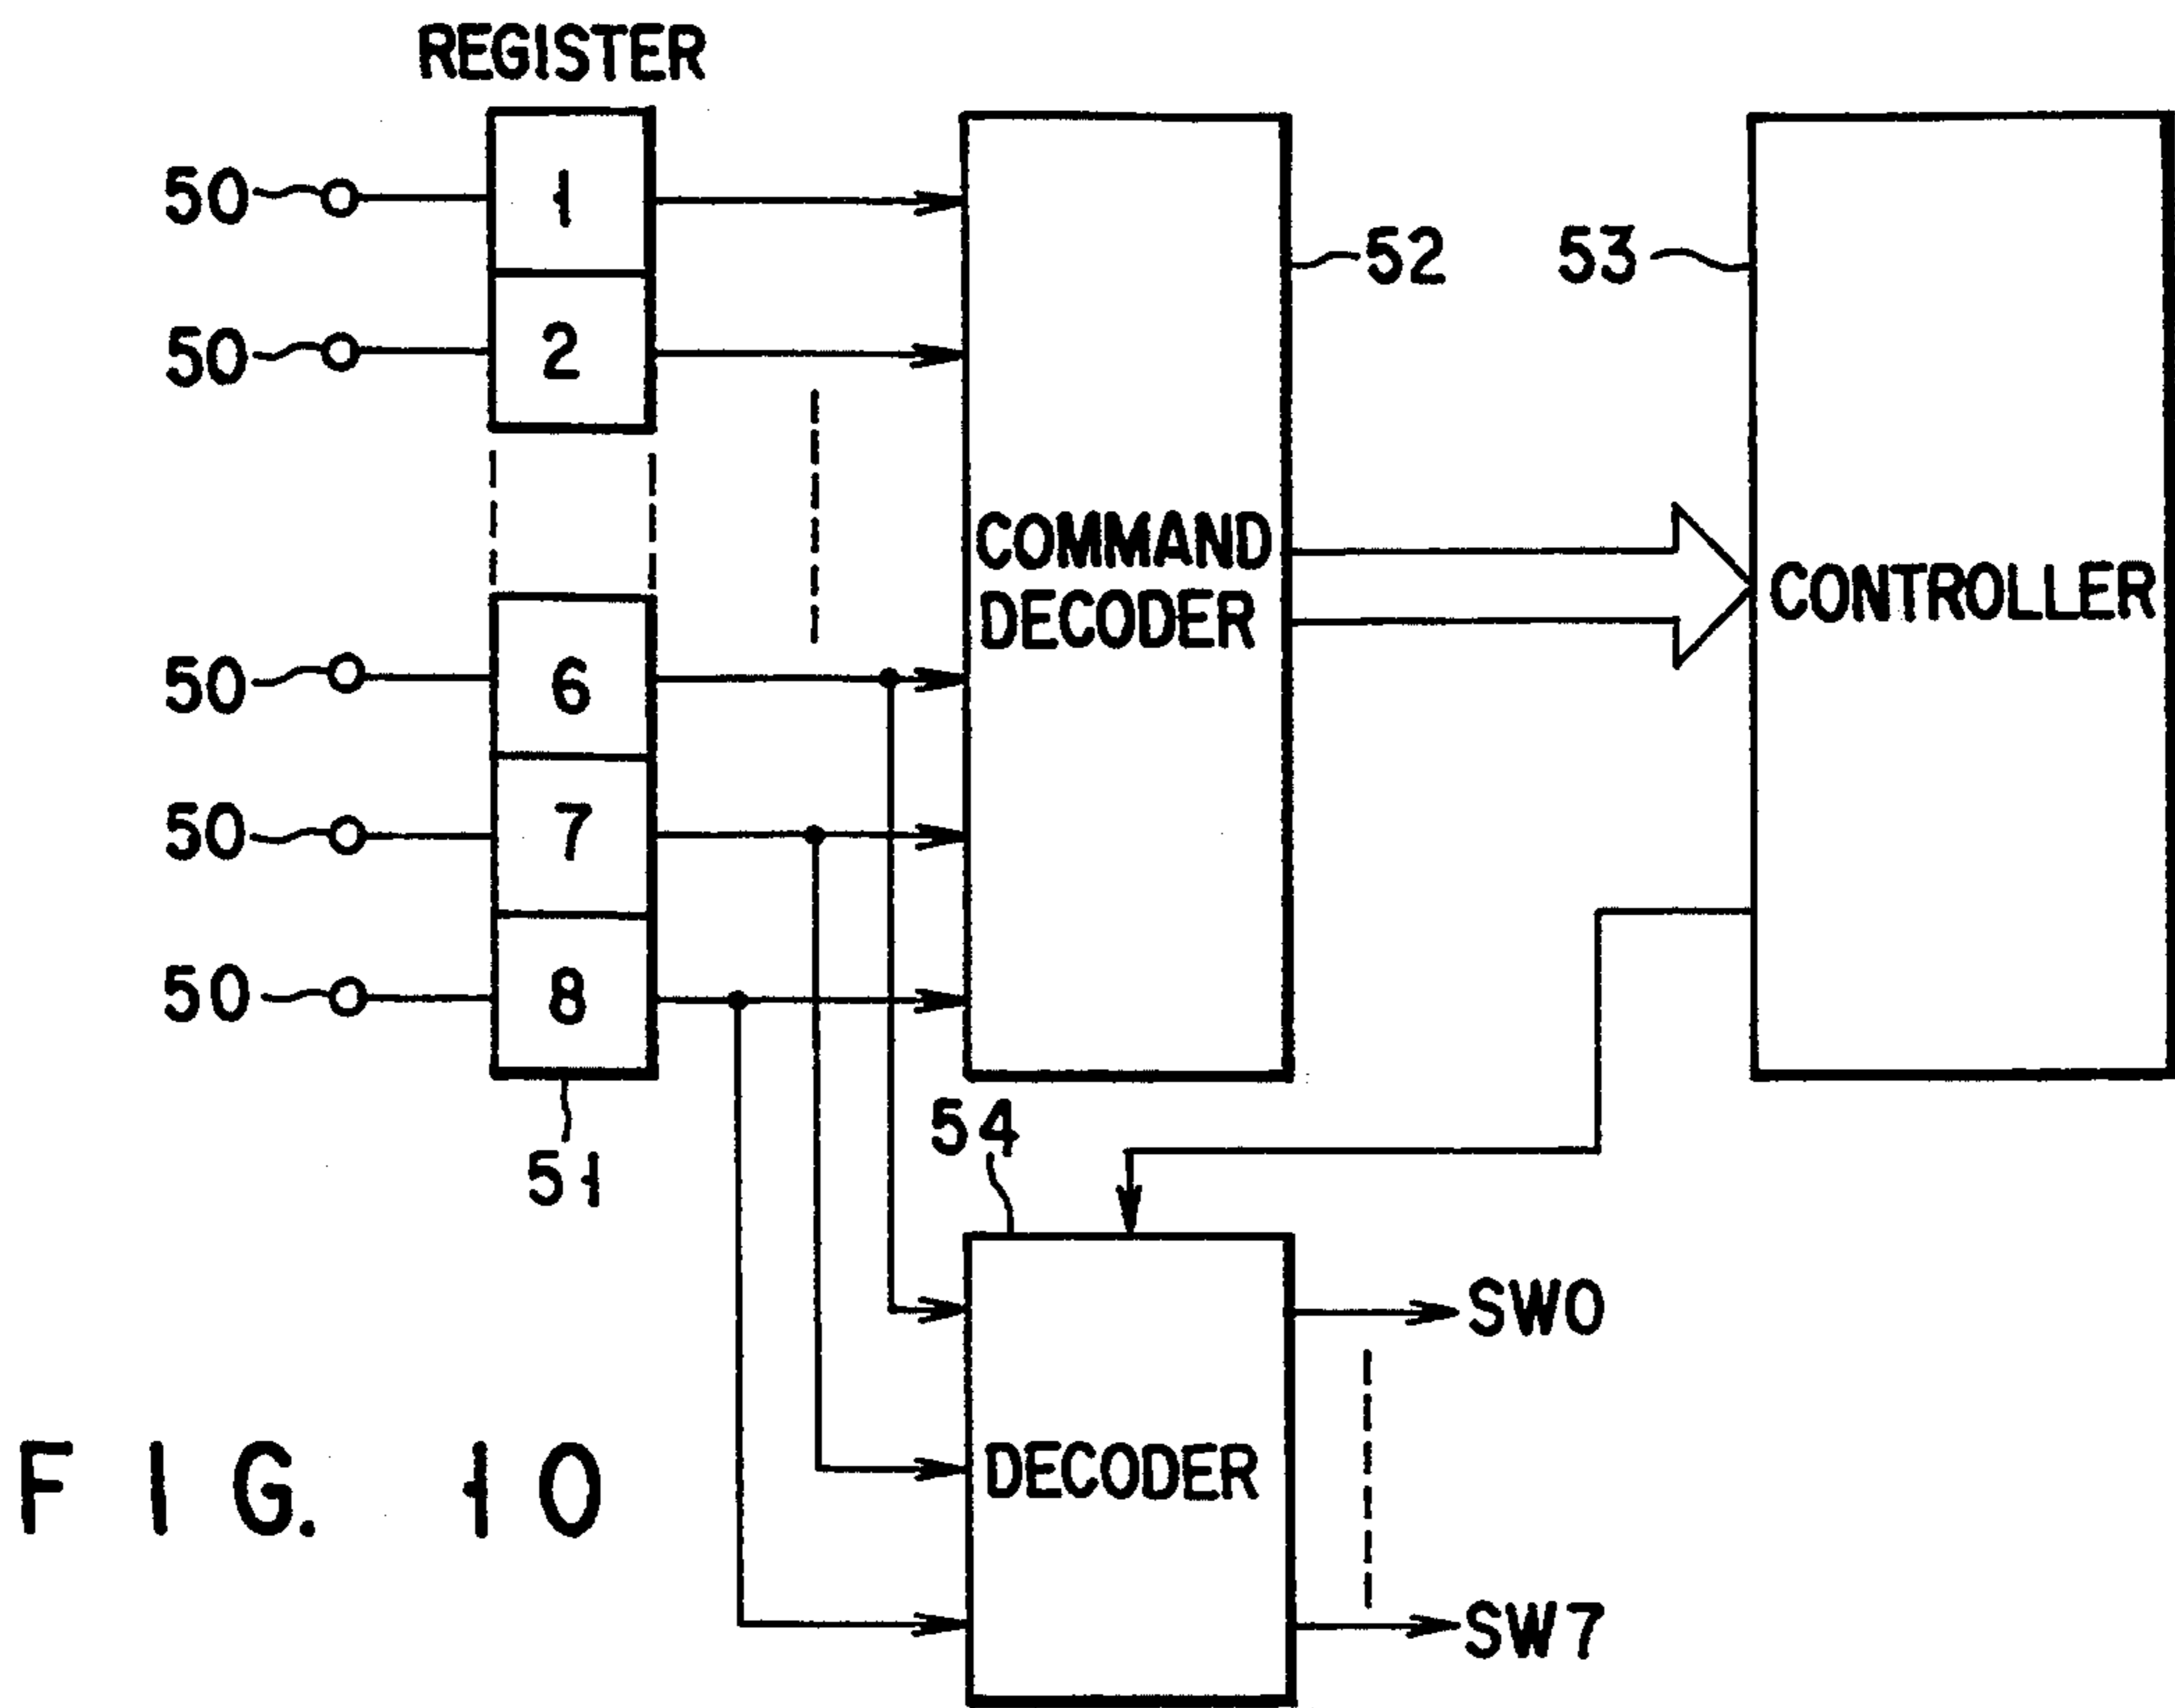 REGISTER
50 1
52 53
50 2
COMMAND
DECODER
CONTROLLER
50 6
50 7
50 8
54
51
SW0
DECODER
FIG. 10
SW7